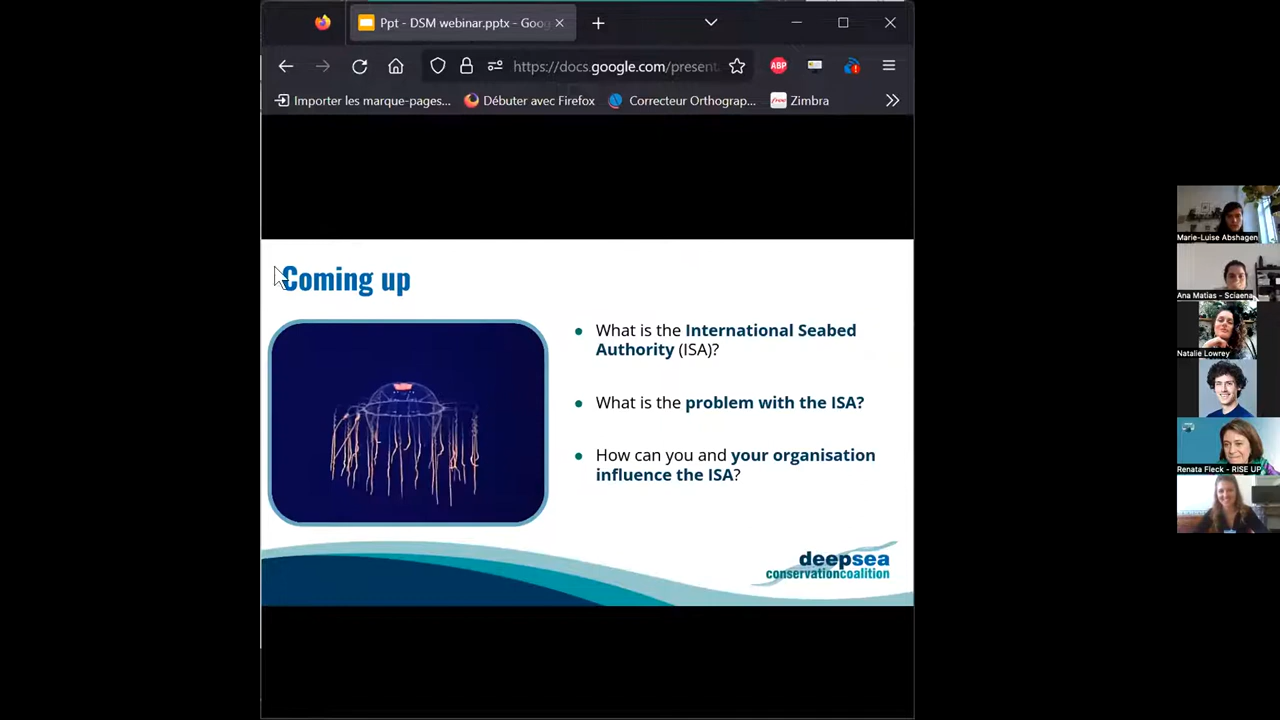 Ppt - DSM webinar.pptx - Goog
https://docs.google.com/present
ABP
Importer les marque-pages...
Débuter avec Firefox
Correcteur Orthograp...
free
Zimbra
Coming up
• What is the International Seabed
Authority (ISA)?
• What is the problem with the ISA?
• How can you and your organisation
influence the ISA?
deepsea
conservationcoalition
Marie-Luise Abshagen
Ana Matias - Sciaena
Natalie Lowrey
Renata Fleck - RISE UP